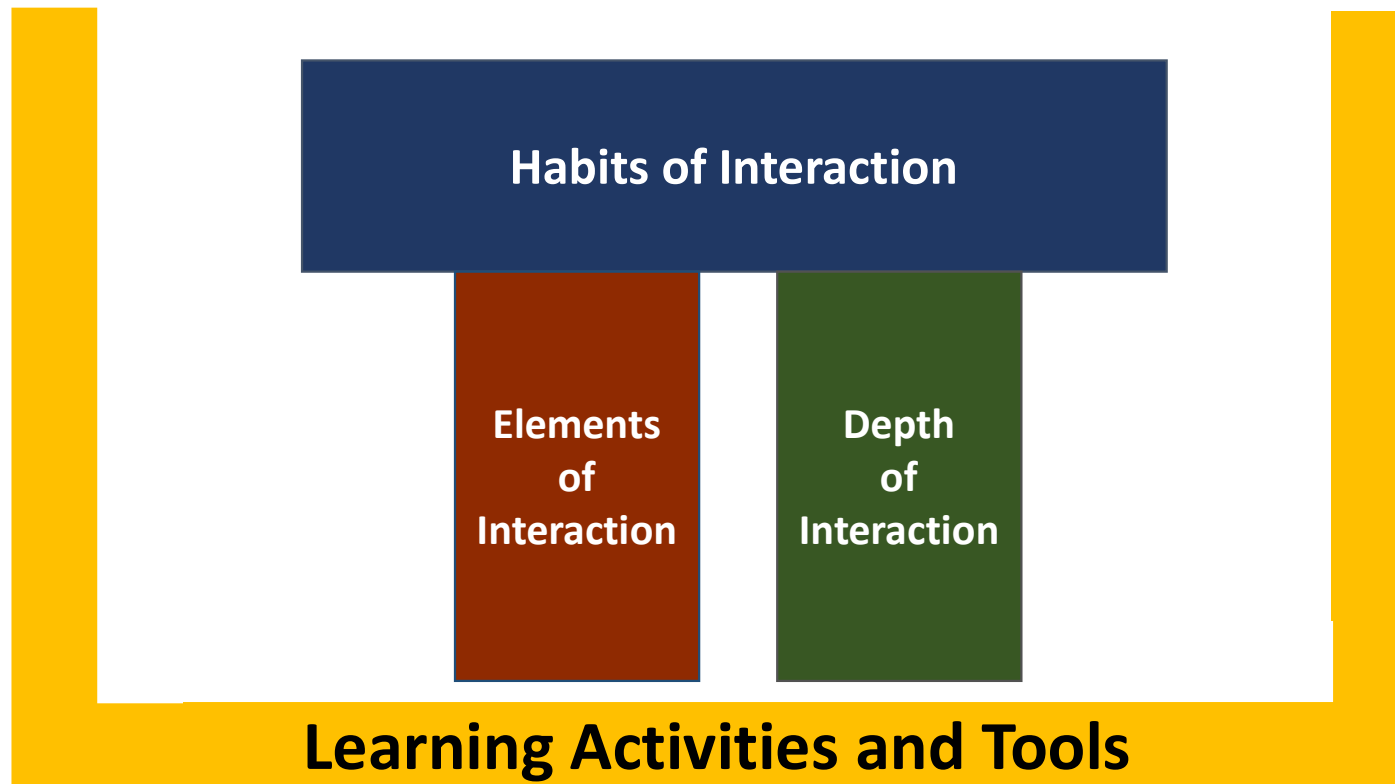 Habits of Interaction
Elements
of
Interaction
Depth
of
Interaction
Learning Activities and Tools